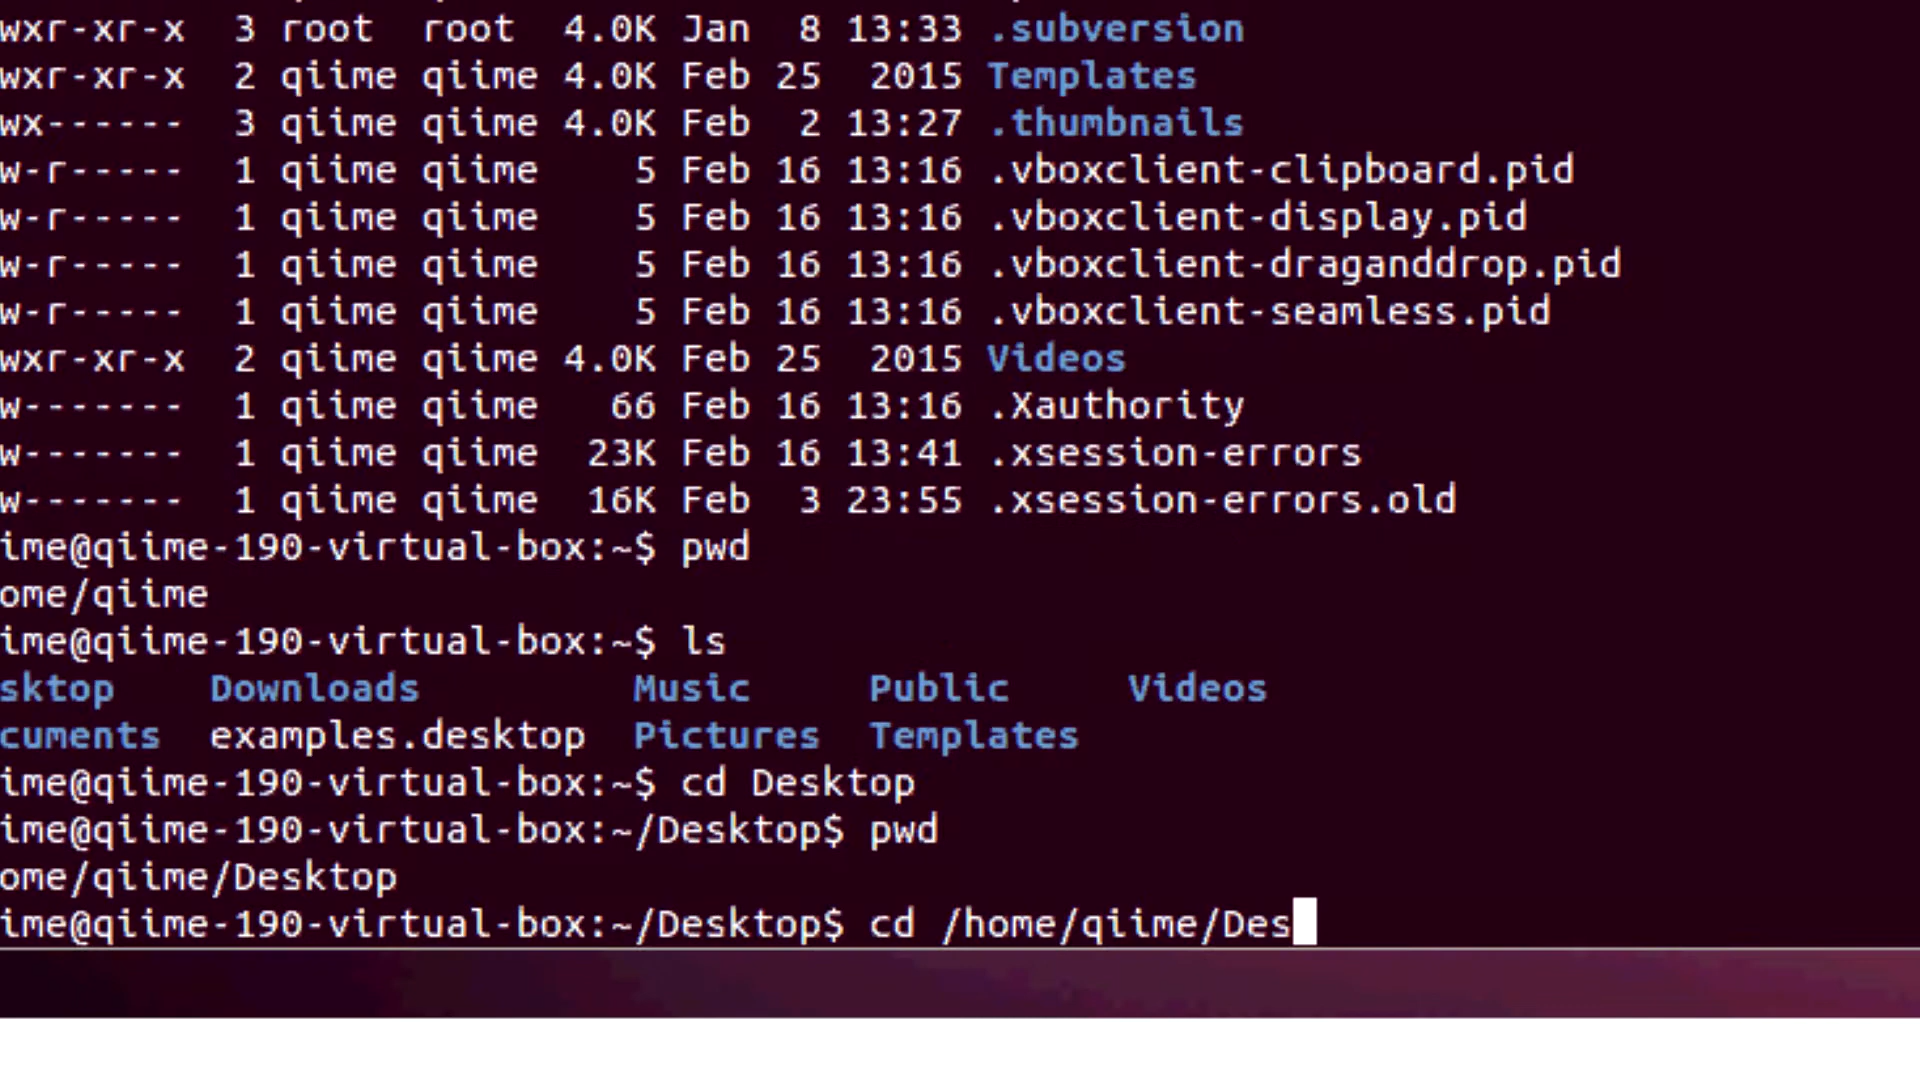 wxr-xr-x  3 root  root  4.0K Jan  8 13:33 .subversion
wxr-xr-x  2 qiime qiime 4.0K Feb 25  2015 Templates
wx------  3 qiime qiime 4.0K Feb  2 13:27 .thumbnails
w-r-----  1 qiime qiime    5 Feb 16 13:16 .vboxclient-clipboard.pid
w-r-----  1 qiime qiime    5 Feb 16 13:16 .vboxclient-display.pid
w-r-----  1 qiime qiime    5 Feb 16 13:16 .vboxclient-draganddrop.pid
w-r-----  1 qiime qiime    5 Feb 16 13:16 .vboxclient-seamless.pid
wxr-xr-x  2 qiime qiime 4.0K Feb 25  2015 Videos
w-------  1 qiime qiime   66 Feb 16 13:16 .Xauthority
w-------  1 qiime qiime  23K Feb 16 13:41 .xsession-errors
w-------  1 qiime qiime  16K Feb  3 23:55 .xsession-errors.old
ime@qiime-190-virtual-box:~$ pwd
ome/qiime
ime@qiime-190-virtual-box:~$ ls
sktop    Downloads         Music     Public     Videos
cuments  examples.desktop  Pictures  Templates
ime@qiime-190-virtual-box:~$ cd Desktop
ime@qiime-190-virtual-box:~/Desktop$ pwd
ome/qiime/Desktop
ime@qiime-190-virtual-box:~/Desktop$ cd /home/qiime/Des